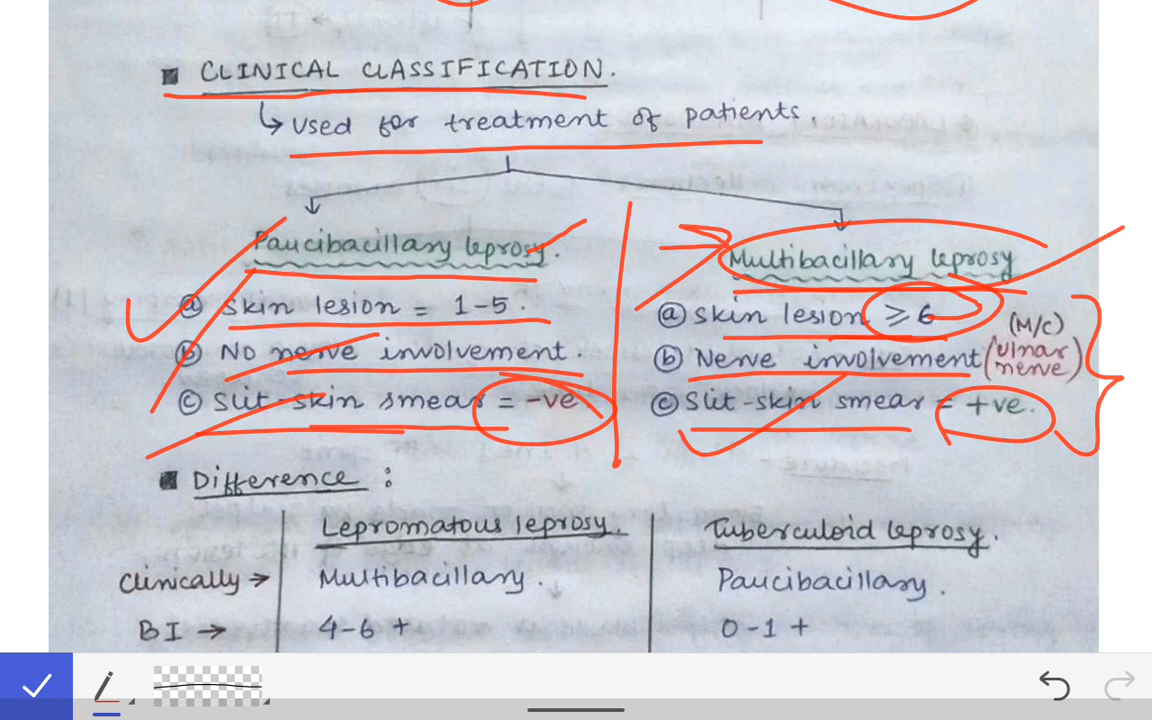 CLINICAL CLASSIFICATION.
↳ Used for treatment of patients.
Paucibacillary leprosy.
ⓐ Skin lesion = 1-5.
ⓑ No nerve involvement
ⓒ Slit-skin smear = -ve
Multibacillary leprosy
ⓐ Skin lesion ≥ 6
ⓑ Nerve involvement (M/C) (ulnar nerve)
ⓒ Slit-skin smear = +ve.
Difference :
Lepromatous leprosy. Tuberculoid leprosy.
Clinically → Multibacillary. Paucibacillary.
BI → 4-6 + 0-1 +